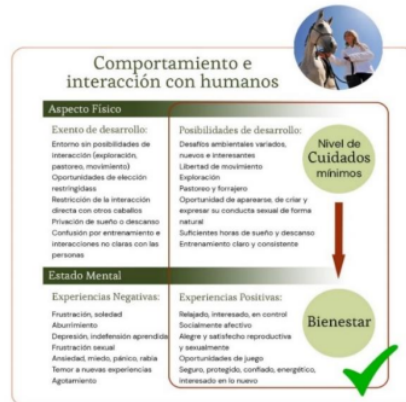 Comportamiento e
interacción con humanos
Aspecto Físico
Exento de desarrollo:
Entorno sin posibilidades de
interacción (exploración,
pastoreo, movimiento)
Oportunidades de elección
restringidass
Restricción de la interacción
directa con otros caballos
Privación de sueño o descanso
Confusión por entrenamiento e
interacciones no claras con las
personas
Posibilidades de desarrollo:
Desafíos ambientales variados,
nuevos e interesantes
Libertad de movimiento
Exploración
Pastoreo y forrajero
Oportunidad de aparearse, de criar y
expresar su conducta sexual de forma
natural
Suficientes horas de sueño y descanso
Entrenamiento claro y consistente
Nivel de
Cuidados
mínimos
Estado Mental
Experiencias Negativas:
Frustración, soledad
Aburrimiento
Depresión, indefensión aprendida
Frustración sexual
Ansiedad, miedo, pánico, rabia
Temor a nuevas experiencias
Agotamiento
Experiencias Positivas:
Relajado, interesado, en control
Socialmente afectivo
Alegre y satisfecho reproductiva
y sexualmente
Oportunidades de juego
Seguro, protegido, confiado, energético,
interesado en lo nuevo
Bienestar